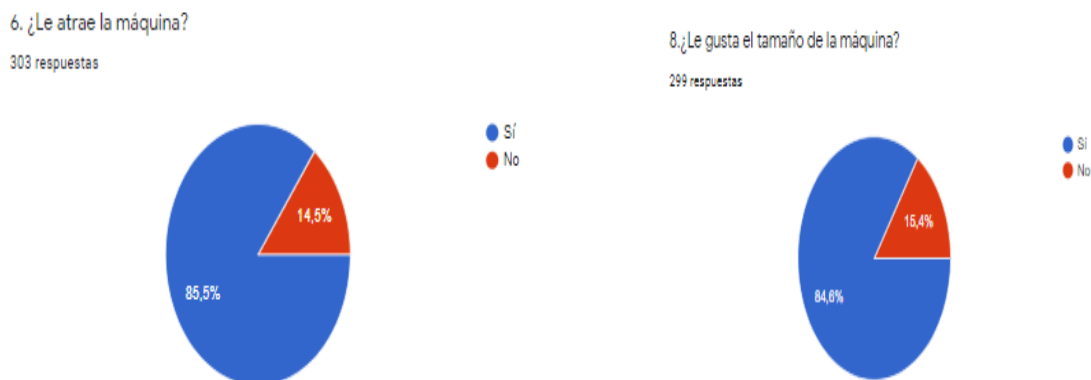 6. ¿Le atrae la máquina?
303 respuestas
Sí
No
14,5%
85,5%
8.¿Le gusta el tamaño de la máquina?
299 respuestas
Sí
No
15,4%
84,6%